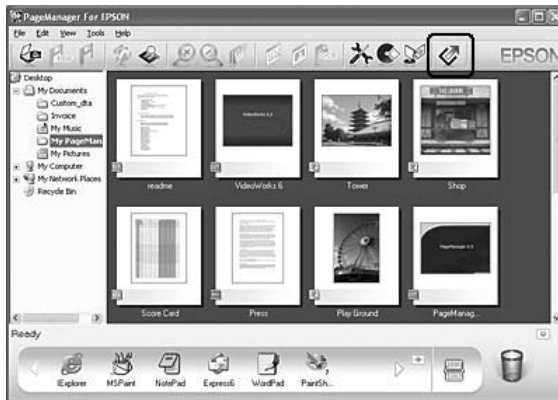 PageManager For EPSON
File Edit View Tools Help
EPSON
Desktop
My Documents
Custom_dta
Invoice
My Music
My PageMan
My Pictures
My Computer
My Network Places
Recycle Bin
readme
VideoWorks 6
VideoWorks 6
Tower
Shop
Score Card
Press
Play Ground
PageManag...
Ready
IExplorer MSPaint NotePad Express6 WordPad PaintSh...